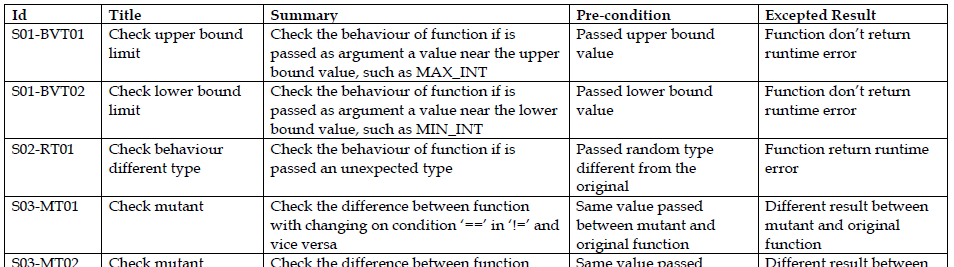 Id Title Summary Pre-condition Excepted Result
S01-BVT01 Check upper bound limit Check the behaviour of function if is passed as argument a value near the upper bound value, such as MAX_INT Passed upper bound value Function don't return runtime error
S01-BVT02 Check lower bound limit Check the behaviour of function if is passed as argument a value near the lower bound value, such as MIN_INT Passed lower bound value Function don't return runtime error
S02-RT01 Check behaviour different type Check the behaviour of function if is passed an unexpected type Passed random type different from the original Function return runtime error
S03-MT01 Check mutant Check the difference between function with changing on condition '==' in '!=' and vice versa Same value passed between mutant and original function Different result between mutant and original function
S03-MT02 Check mutant Check the difference between function Same value passed Different result between